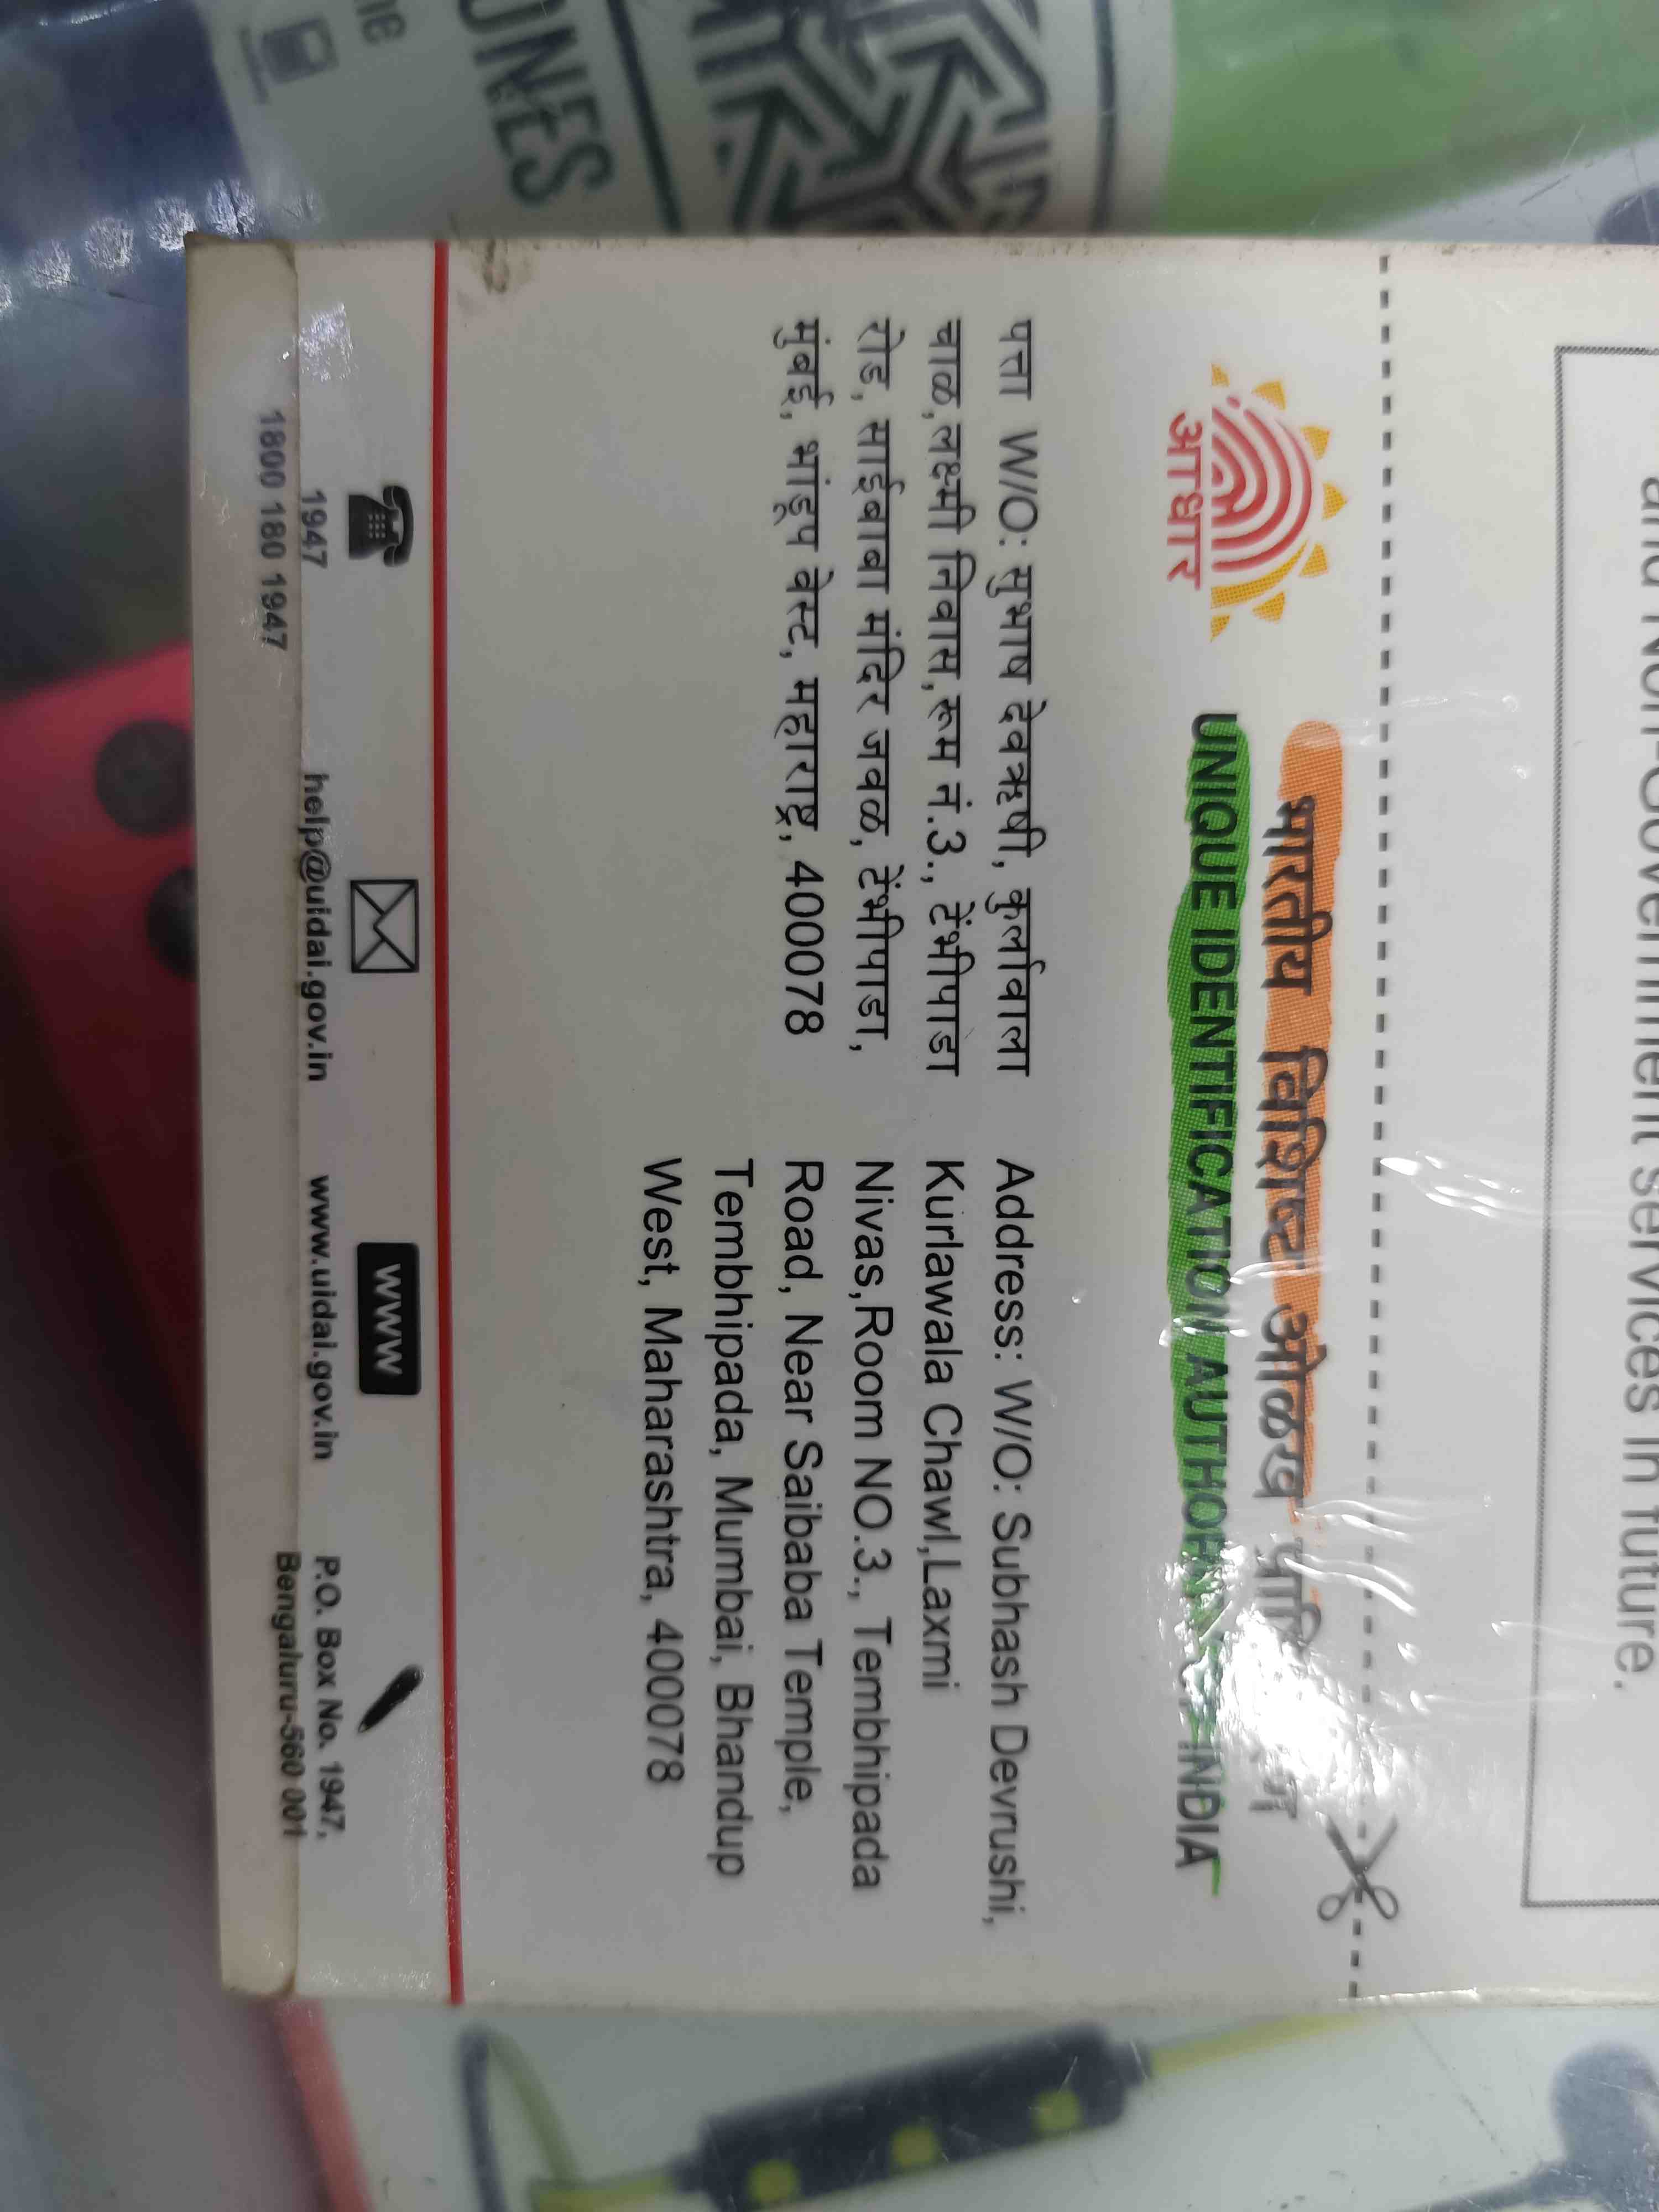 and Non-Government services in future.
भारतीय विशिष्ट ओळख
UNIQUE IDENTIFICATION AUTHORITY OF INDIA
आधार
पत्ता W/O: सुभाष देवऋषी, कुर्लावाला
चाळ,लक्ष्मी निवास,रूम नं.3., टेंभीपाडा
रोड, साईबाबा मंदिर जवळ, टेंभीपाडा,
मुंबई, भांडुप वेस्ट, महाराष्ट्र, 400078
Address: W/O: Subhash Devrushi,
Kurlawala Chawl,Laxmi
Nivas,Room NO.3., Tembhipada
Road, Near Saibaba Temple,
Tembhipada, Mumbai, Bhandup
West, Maharashtra, 400078
1947
1800 180 1947
help@uidai.gov.in
www
www.uidai.gov.in
P.O. Box No. 1947,
Bengaluru-560 001